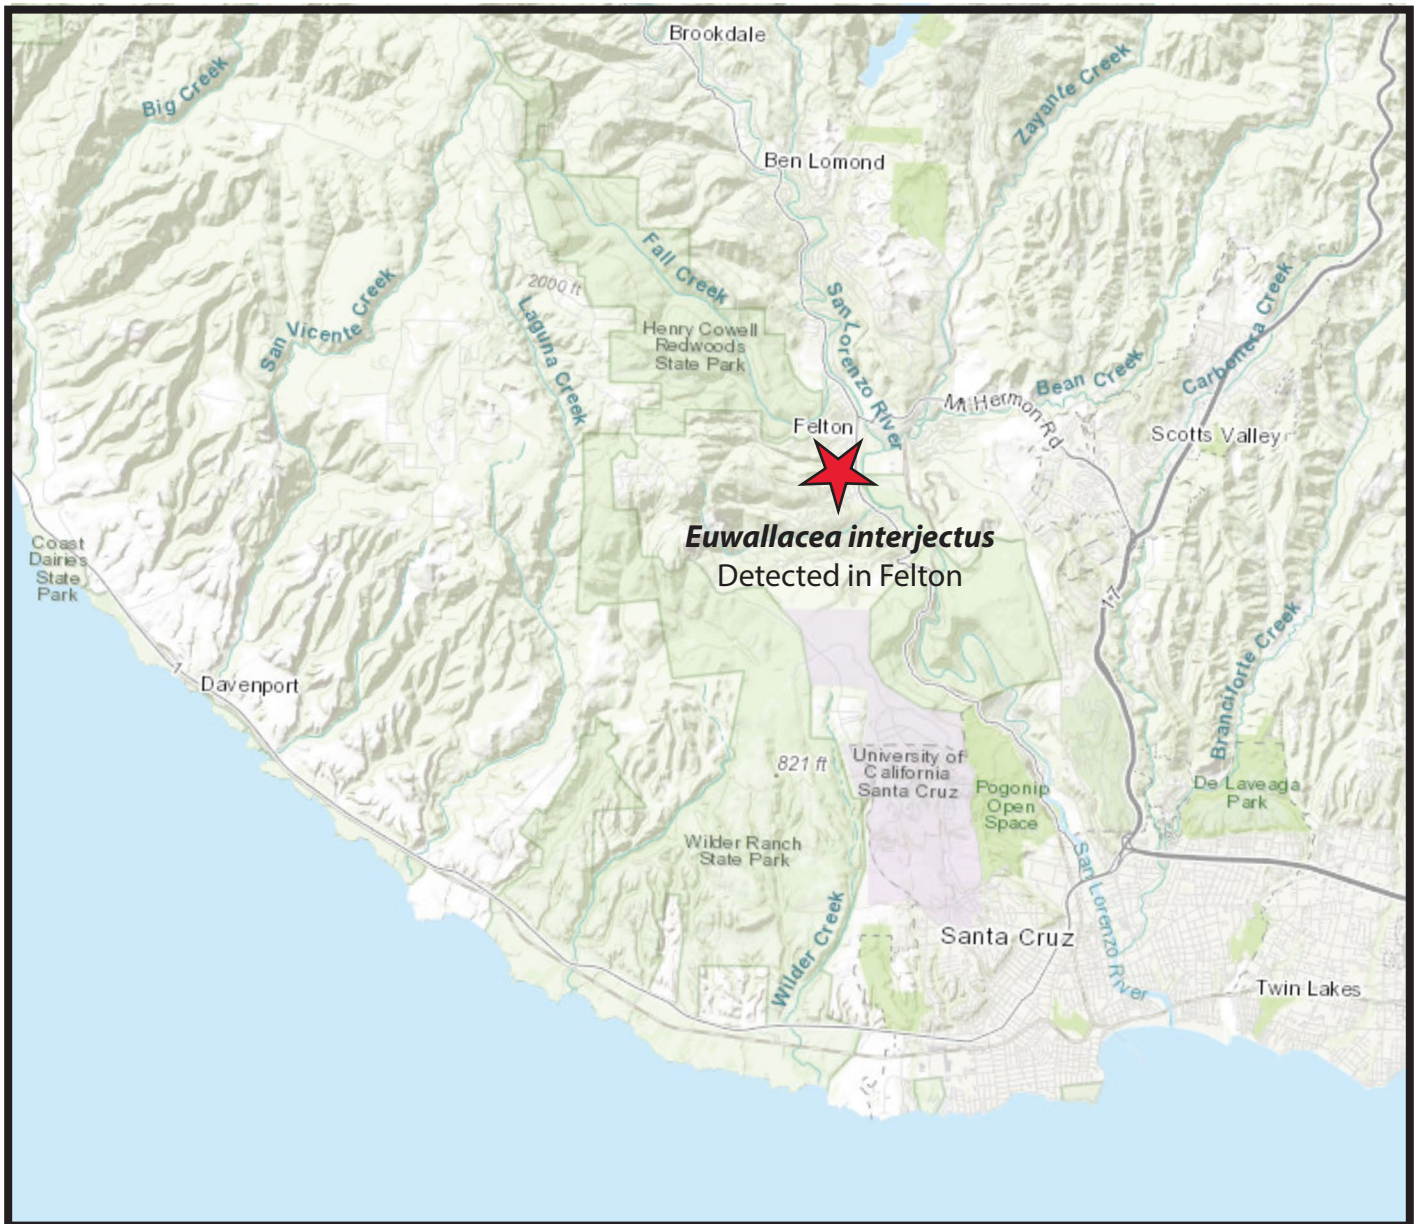 Brookdale
Big Creek
Zayante Creek
Ben Lomond
Fall Creek
2000 ft
San Vicente Creek
Laguna Creek
San Lorenzo River
Henry Cowell
Redwoods
State Park
Carbonera Creek
Bean Creek
Mt Hermon Rd
Felton
Scotts Valley
Euwallacea interjectus
Detected in Felton
Coast
Dairies
State
Park
17
Branciforte Creek
1
Davenport
821 ft
University of
California
Santa Cruz
Pogonip
Open
Space
De Laveaga
Park
Wilder Ranch
State Park
San Lorenzo River
Wilder Creek
Santa Cruz
Twin Lakes